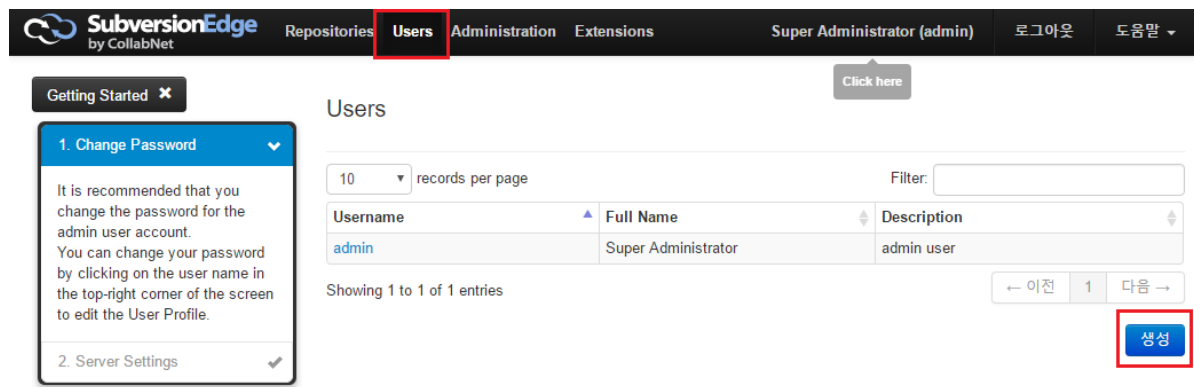 SubversionEdge
by CollabNet
Repositories Users Administration Extensions Super Administrator (admin) 로그아웃 도움말
Click here
Getting Started ✖
Users
1. Change Password
It is recommended that you
change the password for the
admin user account.
You can change your password
by clicking on the user name in
the top-right corner of the screen
to edit the User Profile.
2. Server Settings
10 records per page Filter:
Username Full Name Description
admin Super Administrator admin user
Showing 1 to 1 of 1 entries
← 이전 1 다음 →
생성